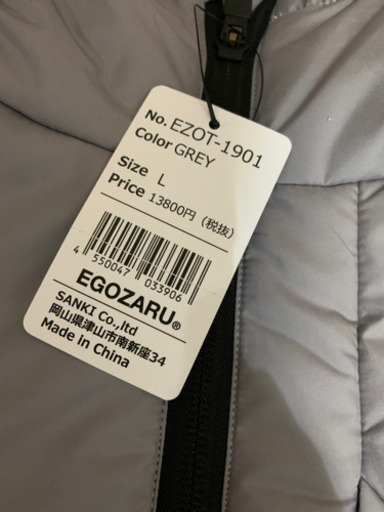 No. EZOT-1901
Color GREY
Size L
Price 13800円（税抜）
4 550047 033906
EGOZARU®
SANKI Co.,ltd
岡山県津山市南新座34
Made in China